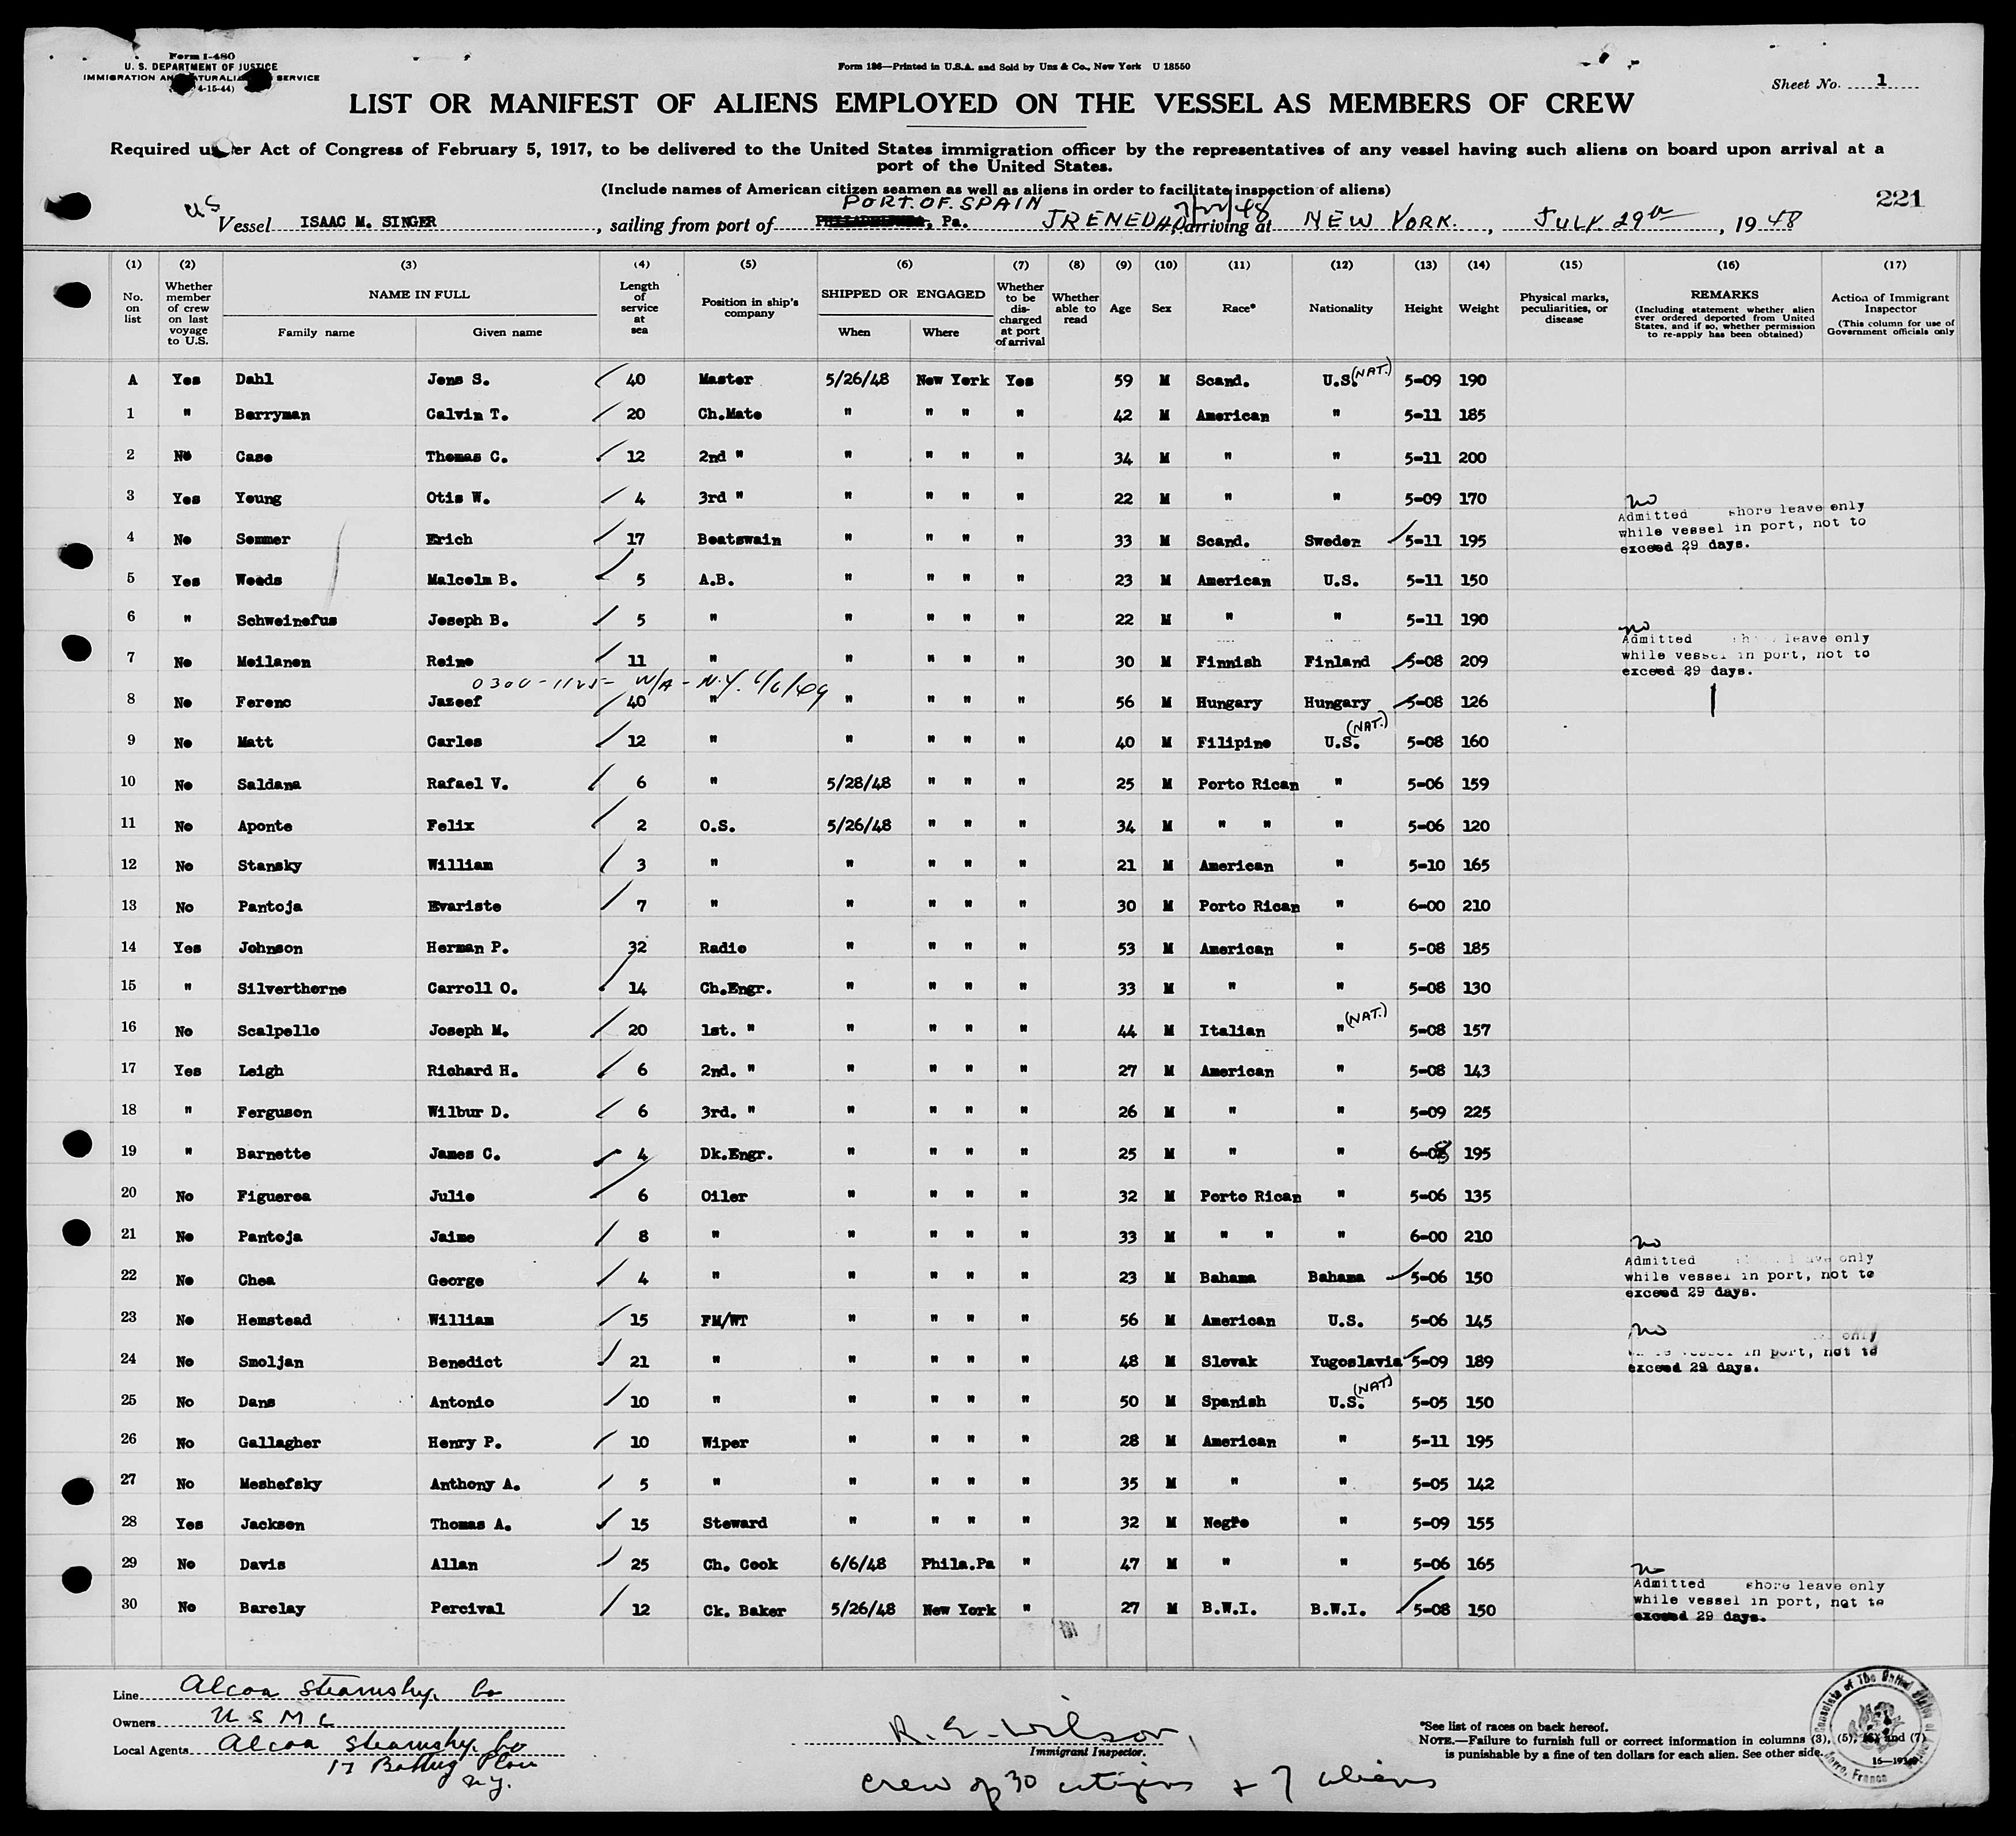 Form I-480
U. S. DEPARTMENT OF JUSTICE
IMMIGRATION AND NATURALIZATION SERVICE
4-15-44)
Form 186—Printed in U.S.A. and Sold by Unz & Co., New York U 18550
Sheet No. 1
LIST OR MANIFEST OF ALIENS EMPLOYED ON THE VESSEL AS MEMBERS OF CREW
Required under Act of Congress of February 5, 1917, to be delivered to the United States immigration officer by the representatives of any vessel having such aliens on board upon arrival at a
port of the United States.
(Include names of American citizen seamen as well as aliens in order to facilitate inspection of aliens)
221
US PORT.OF.SPAIN 7/22/48
Vessel ISAAC M. SINGER, sailing from port of PHILADELPHIA, Pa. TRENEDAD, arriving at NEW YORK., JULY. 29th, 1948
(1) (2) (3) (4) (5) (6) (7) (8) (9) (10) (11) (12) (13) (14) (15) (16) (17)
No. on list
Whether member of crew on last voyage to U.S.
NAME IN FULL
Family name
Given name
Length of service at sea
Position in ship's company
SHIPPED OR ENGAGED
When
Where
Whether to be discharged at port of arrival
Whether able to read
Age
Sex
Race*
Nationality
Height
Weight
Physical marks, peculiarities, or disease
REMARKS
(Including statement whether alien ever ordered deported from United States, and if so, whether permission to re-apply has been obtained)
Action of Immigrant Inspector
(This column for use of Government officials only)
A Yes Dahl Jens S. 40 Master 5/26/48 New York Yes 59 M Scand. U.S. (NAT.) 5-09 190
1 " Berryman Calvin T. 20 Ch.Mate " " " " 42 M American " 5-11 185
2 No Case Thomas C. 12 2nd " " " " " 34 M " " 5-11 200
3 Yes Young Otis W. 4 3rd " " " " " 22 M " " 5-09 170
4 No Sommer Erich 17 Boatswain " " " " 33 M Scand. Sweden 5-11 195 no Admitted shore leave only while vessel in port, not to exceed 29 days.
5 Yes Woods Malcolm B. 5 A.B. " " " " 23 M American U.S. 5-11 150
6 " Schweinefus Joseph B. 5 " " " " " 22 M " " 5-11 190
7 No Meilanen Reino 11 " " " " " 30 M Finnish Finland 5-08 209 no Admitted shore leave only while vessel in port, not to exceed 29 days.
0300-1125- W/A - N.Y. 6/6/49
8 No Ferenc Jazeef 40 " " " " " 56 M Hungary Hungary 5-08 126
9 No Matt Carlos 12 " " " " " 40 M Filipino U.S. (NAT.) 5-08 160
10 No Saldana Rafael V. 6 " 5/28/48 " " " 25 M Porto Rican " 5-06 159
11 No Aponte Felix 2 O.S. 5/26/48 " " " 34 M " " " 5-06 120
12 No Stansky William 3 " " " " " 21 M American " 5-10 165
13 No Pantoja Evariste 7 " " " " " 30 M Porto Rican " 6-00 210
14 Yes Johnson Herman P. 32 Radio " " " " 53 M American " 5-08 185
15 " Silverthorne Carroll O. 14 Ch.Engr. " " " " 33 M " " 5-08 130
16 No Scalpello Joseph M. 20 1st. " " " " " 44 M Italian " (NAT.) 5-08 157
17 Yes Leigh Richard H. 6 2nd. " " " " " 27 M American " 5-08 143
18 " Ferguson Wilbur D. 6 3rd. " " " " " 26 M " " 5-09 225
19 " Barnette James C. 4 Dk.Engr. " " " " 25 M " " 195
20 No Figueroa Julio 6 Oiler " " " " 32 M Porto Rican " 5-06 135
21 No Pantoja Jaime 8 " " " " " 33 M " " " 6-00 210
22 No Chea George 4 " " " " " 23 M Bahama Bahama 5-06 150 no Admitted leave only while vessel in port, not to exceed 29 days.
23 No Hemstead William 15 FM/WT " " " " 56 M American U.S. 5-06 145
24 No Smoljan Benedict 21 " " " " " 48 M Slovak Yugoslavia 5-09 189 no only vessel in port, not to exceed 29 days.
25 No Dans Antonio 10 " " " " " 50 M Spanish U.S. (NAT) 5-05 150
26 No Gallagher Henry P. 10 Wiper " " " " 28 M American " 5-11 195
27 No Meshefsky Anthony A. 5 " " " " " 35 M " " 5-05 142
28 Yes Jackson Thomas A. 15 Steward " " " " 32 M Negro " 5-09 155
29 No Davis Allan 25 Ch. Cook 6/6/48 Phila.Pa " 47 M " " 5-06 165
30 No Barclay Percival 12 Ck. Baker 5/26/48 New York " 27 M B.W.I. B.W.I. 5-08 150 no Admitted shore leave only while vessel in port, not to exceed 29 days.
Line Alcoa Steamship Co
Owners U S M C
Local Agents Alcoa Steamship Co
17 Battery Place
N.Y.
R. E. Wilson
Immigrant Inspector.
Crew of 30 citizens & 7 aliens
*See list of races on back hereof.
NOTE.—Failure to furnish full or correct information in columns (3), (5), (6) and (7)
is punishable by a fine of ten dollars for each alien. See other side.